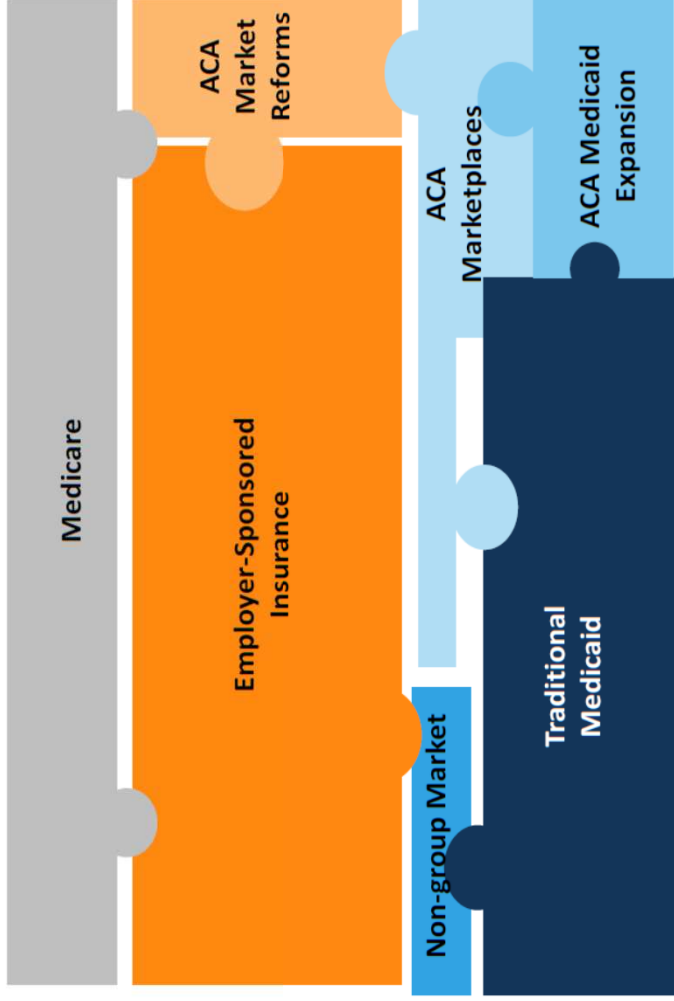 Medicare
Employer-Sponsored
Insurance
ACA
Market
Reforms
Non-group Market
ACA
Marketplaces
Traditional
Medicaid
ACA Medicaid
Expansion